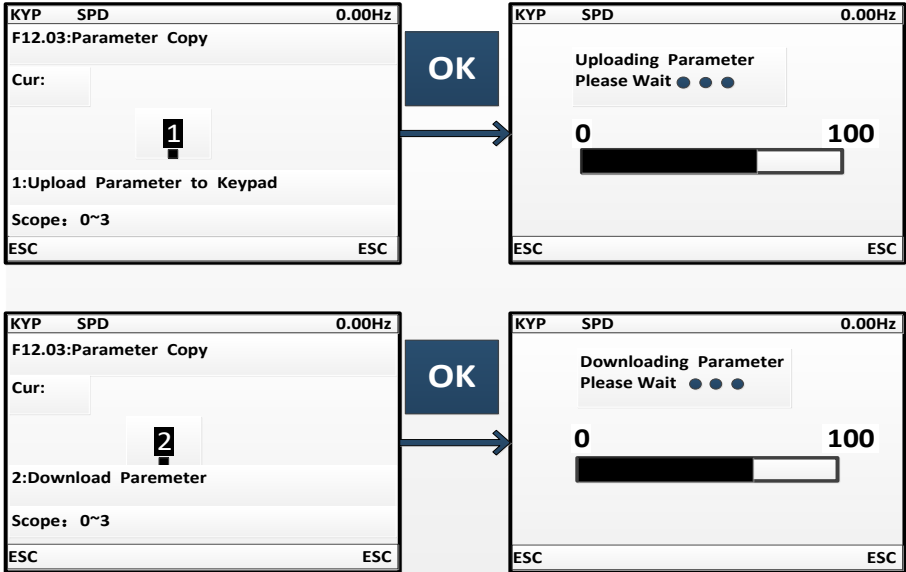 KYP SPD 0.00Hz
F12.03:Parameter Copy
Cur:
1
1:Upload Parameter to Keypad
Scope：0~3
ESC ESC
OK
KYP SPD 0.00Hz
Uploading Parameter
Please Wait ● ● ●
0 100
ESC ESC
KYP SPD 0.00Hz
F12.03:Parameter Copy
Cur:
2
2:Download Paremeter
Scope：0~3
ESC ESC
OK
KYP SPD 0.00Hz
Downloading Parameter
Please Wait ● ● ●
0 100
ESC ESC